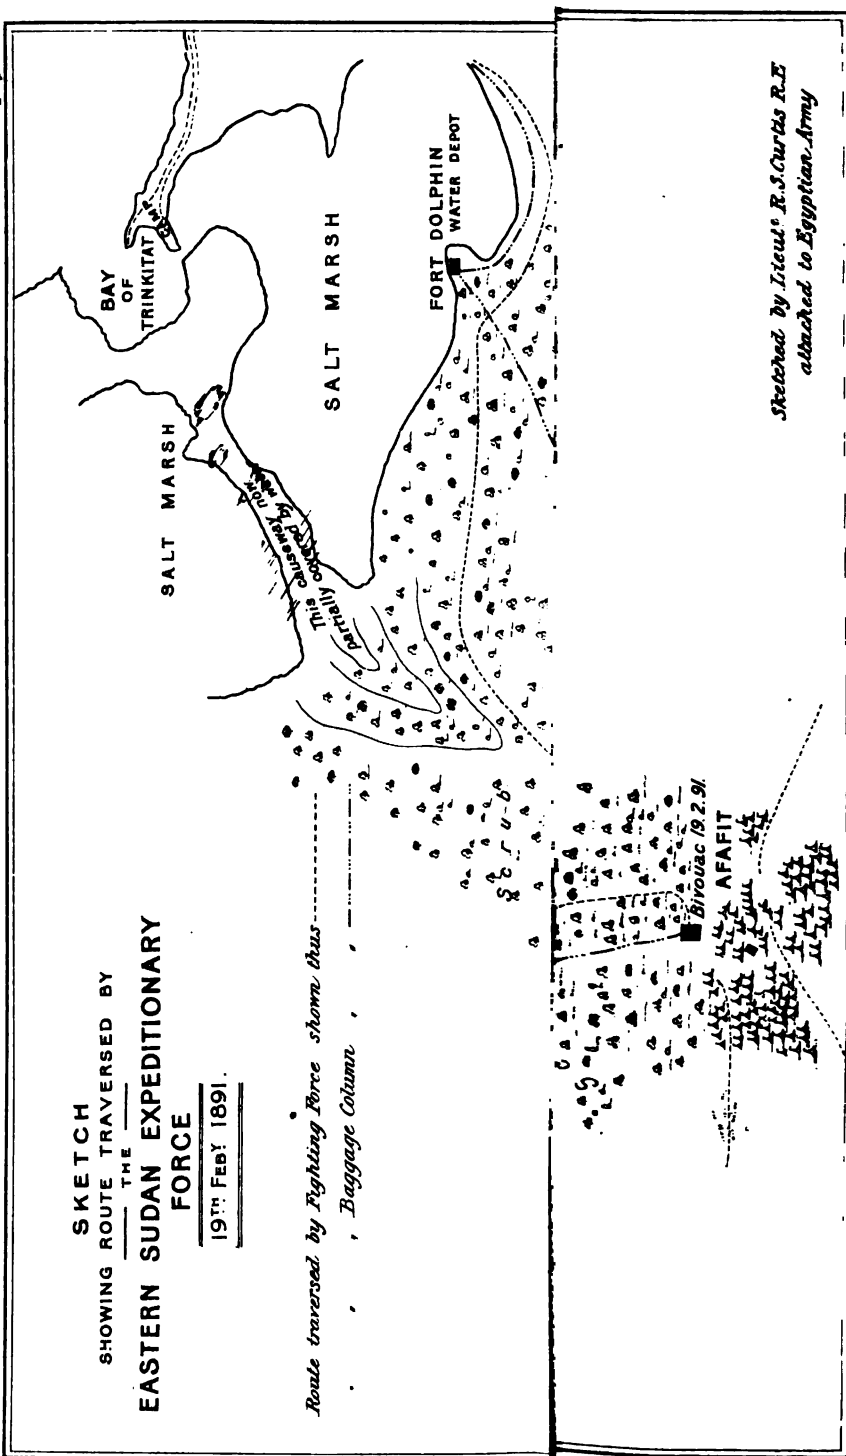 SKETCH
SHOWING ROUTE TRAVERSED BY
THE
EASTERN SUDAN EXPEDITIONARY
FORCE
19TH FEBY 1891.
Route traversed by Fighting Force shown thus
" " " Baggage Column " "
BAY
OF
TRINKITAT
CAMP
SALT MARSH
SALT MARSH
This causeway now
partially covered by
FORT DOLPHIN
WATER DEPOT
Scrub
Bivouac 19.2.91.
AFAFIT
Sketched by Lieut. R.S. Curtis R.E
attached to Egyptian Army